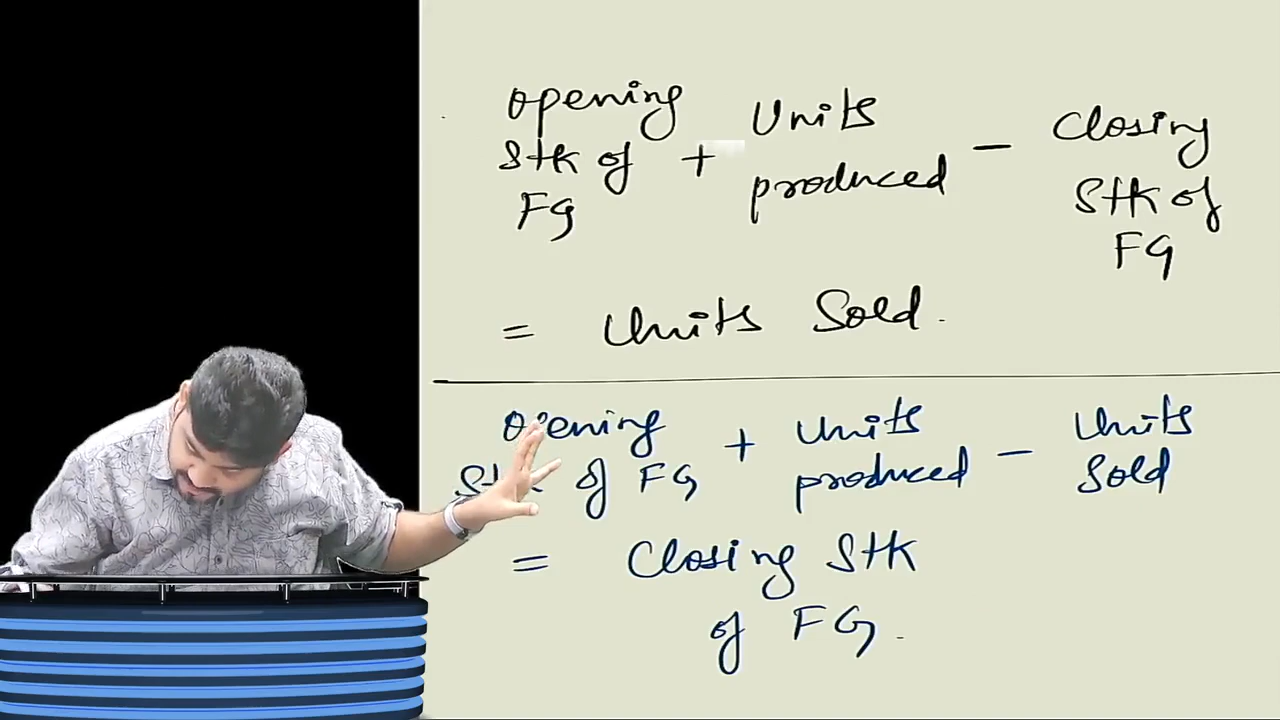 Opening Units Closing
Stk of + produced − Stk of
FG FG
= Units Sold.
Opening + Units − Units
Stk of FG produced Sold
= Closing Stk
of FG.